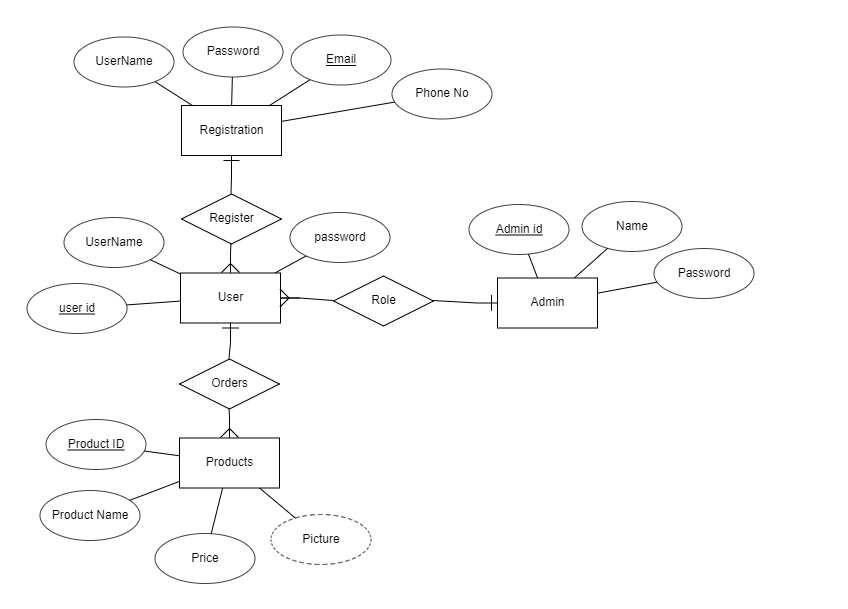 UserName
Password
Email
Phone No
Registration
Register
UserName
password
user id
User
Role
Admin id
Name
Password
Admin
Orders
Product ID
Products
Product Name
Price
Picture